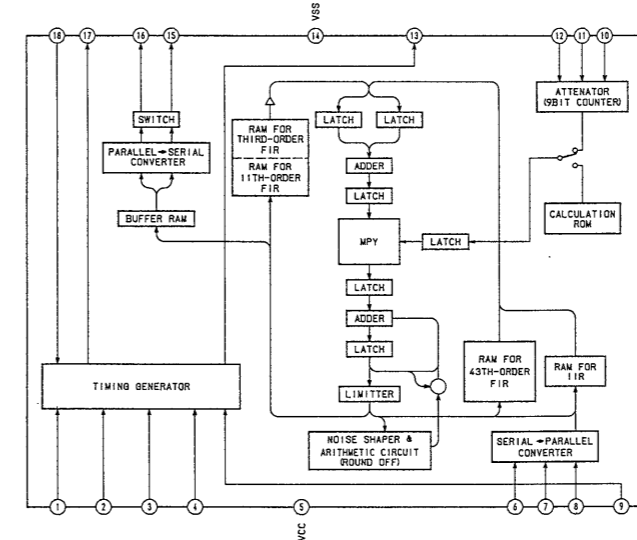 VSS
18
17
16
15
14
13
12
11
10
SWITCH
PARALLEL→SERIAL
CONVERTER
BUFFER RAM
RAM FOR
THIRD-ORDER
FIR
RAM FOR
11TH-ORDER
FIR
LATCH
LATCH
ADDER
LATCH
MPY
LATCH
LATCH
ADDER
LATCH
LIMITTER
NOISE SHAPER &
ARITHMETIC CIRCUIT
(ROUND OFF)
ATTENATOR
(9BIT COUNTER)
CALCULATION
ROM
TIMING GENERATOR
RAM FOR
43TH-ORDER
FIR
RAM FOR
IIR
SERIAL→PARALLEL
CONVERTER
1
2
3
4
5
6
7
8
9
VCC